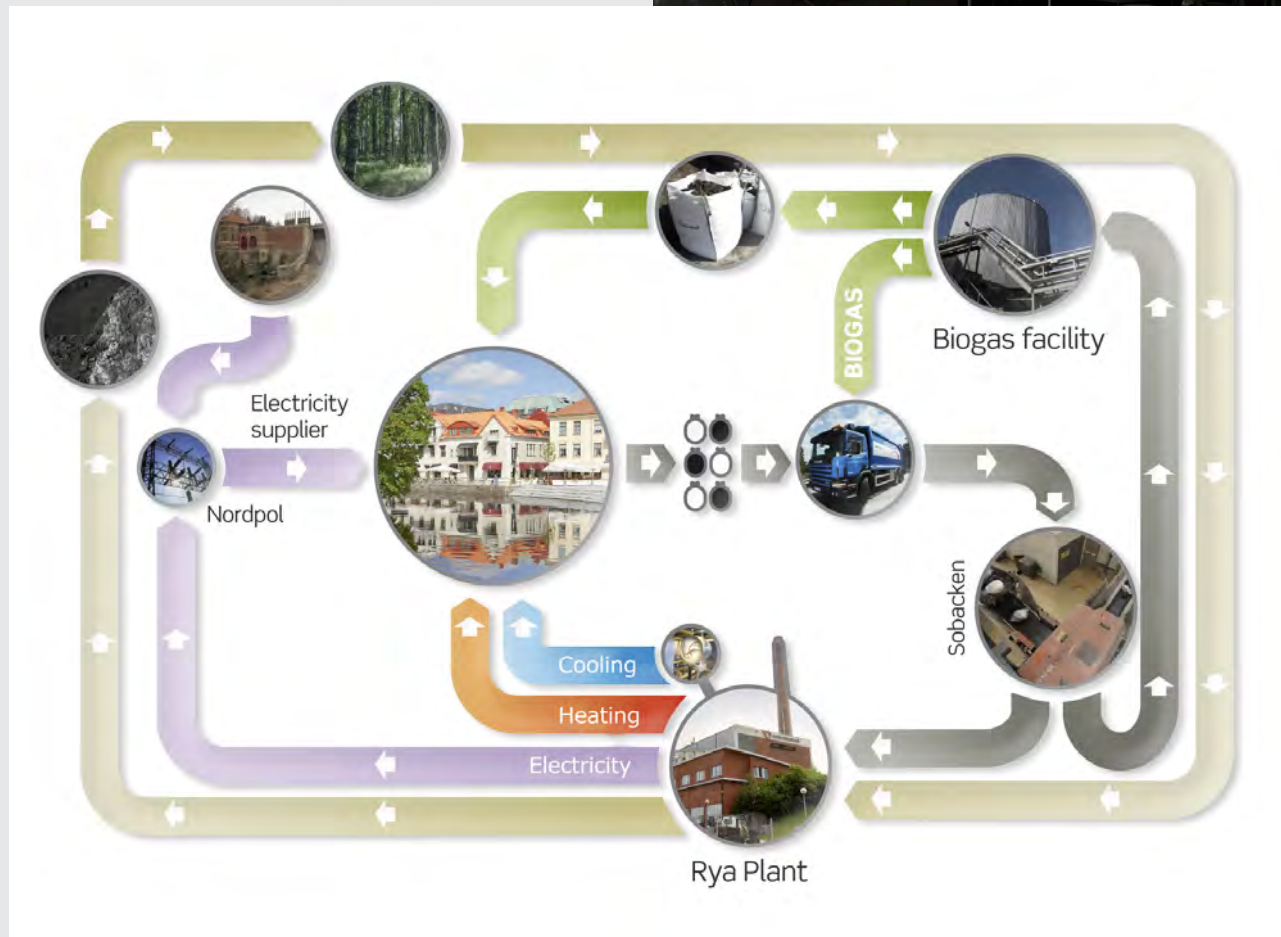 BIOGAS
Biogas facility
Electricity
supplier
Nordpol
Sobacken
Cooling
Heating
Electricity
Rya Plant